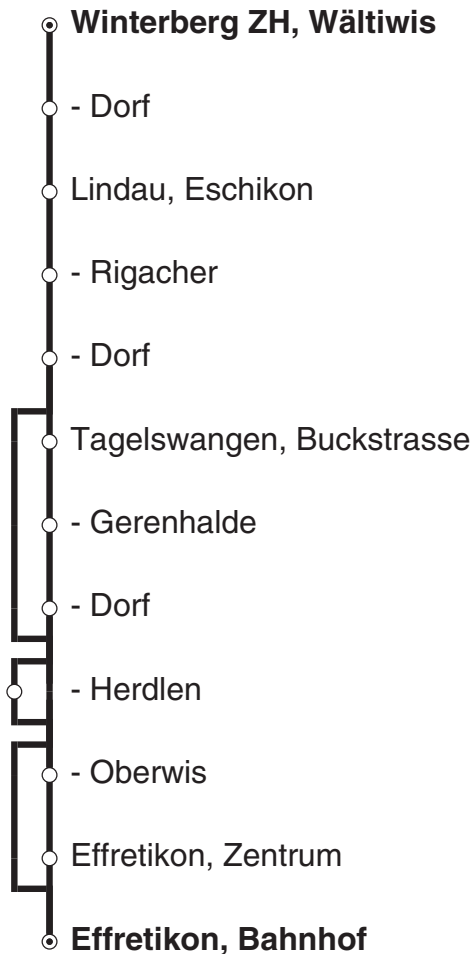 Winterberg ZH, Wältiwis
- Dorf
Lindau, Eschikon
- Rigacher
- Dorf
Tagelswangen, Buckstrasse
- Gerenhalde
- Dorf
- Herdlen
- Oberwis
Effretikon, Zentrum
Effretikon, Bahnhof